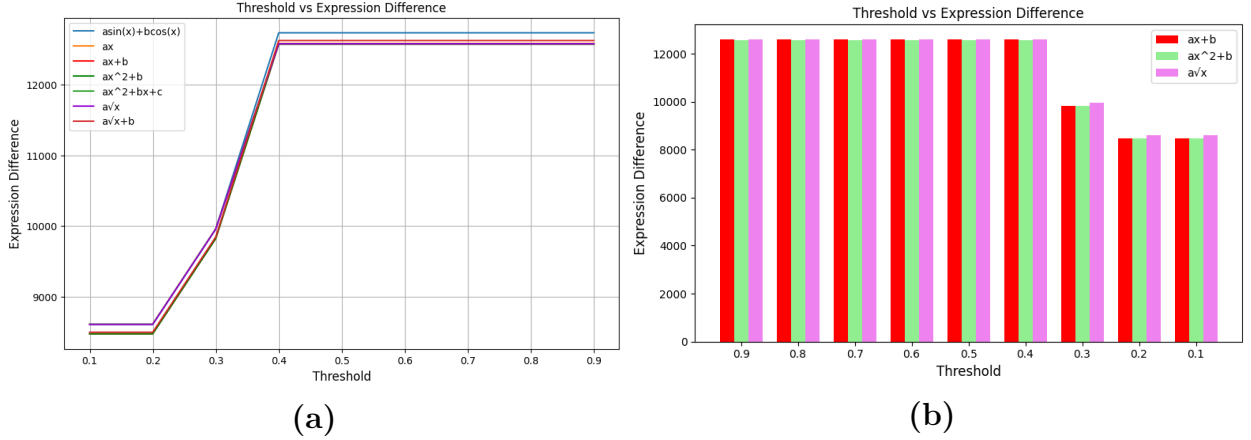 Threshold vs Expression Difference
asin(x)+bcos(x)
ax
ax+b
ax^2+b
ax^2+bx+c
a√x
a√x+b
Expression Difference
12000
11000
10000
9000
0.1 0.2 0.3 0.4 0.5 0.6 0.7 0.8 0.9
Threshold
(a)
Threshold vs Expression Difference
ax+b
ax^2+b
a√x
Expression Difference
12000
10000
8000
6000
4000
2000
0
0.9 0.8 0.7 0.6 0.5 0.4 0.3 0.2 0.1
Threshold
(b)